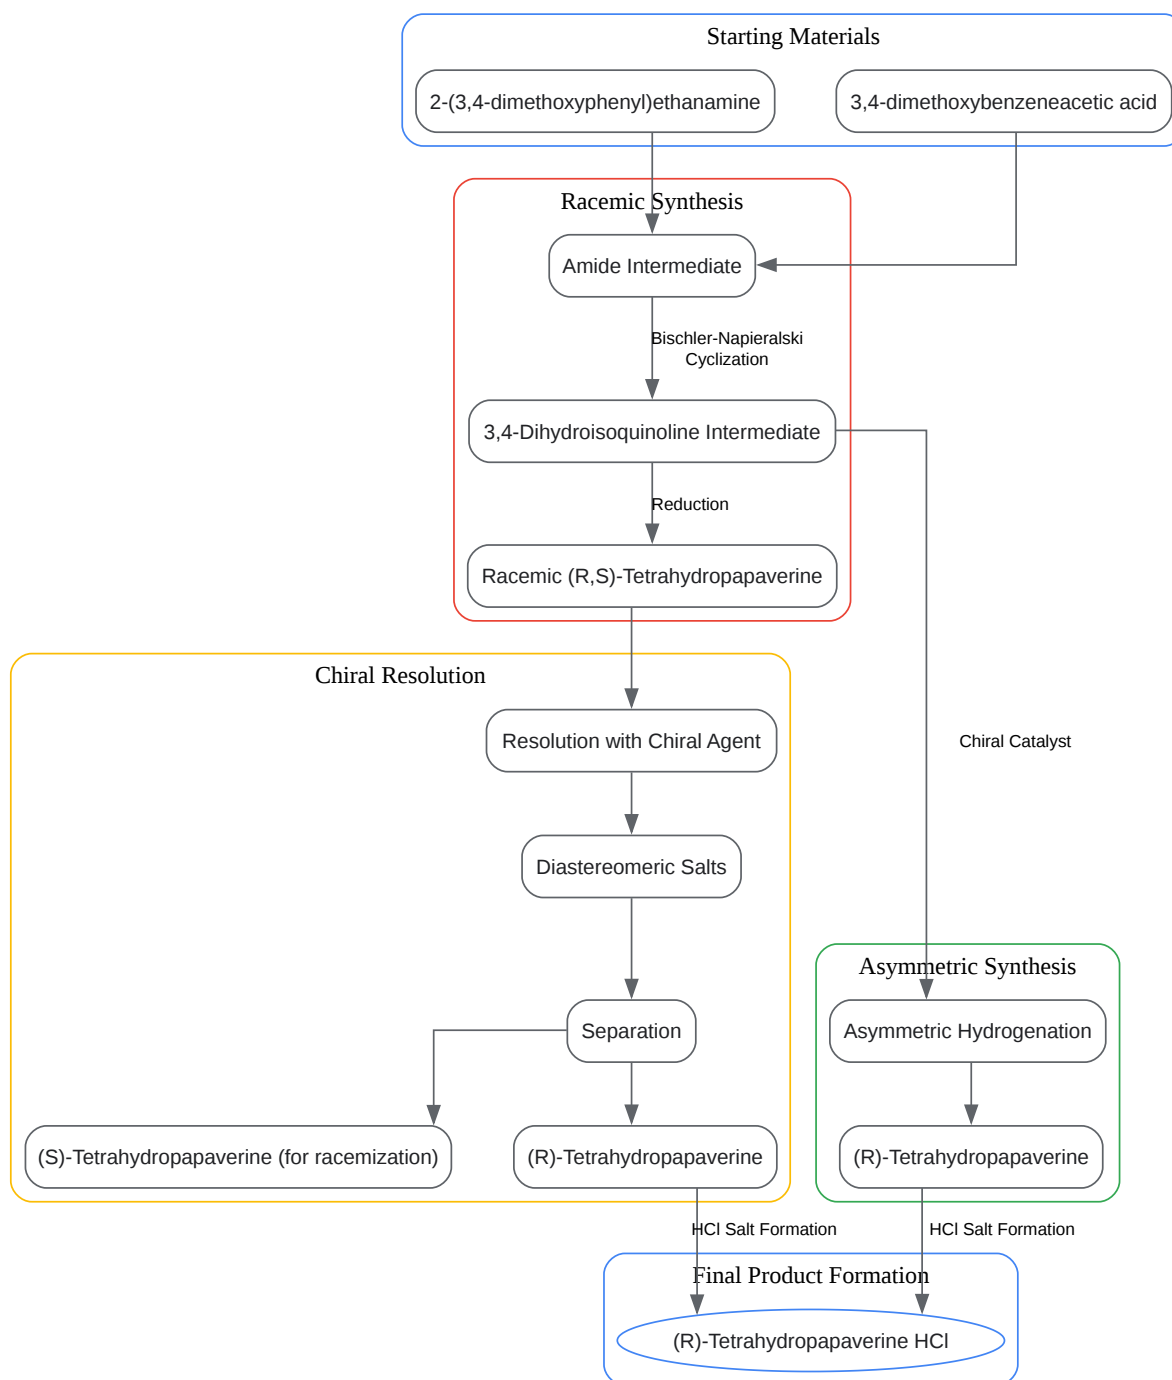 Starting Materials
2-(3,4-dimethoxyphenyl)ethanamine
3,4-dimethoxybenzeneacetic acid
Racemic Synthesis
Amide Intermediate
Bischler-Napieralski
Cyclization
3,4-Dihydroisoquinoline Intermediate
Reduction
Racemic (R,S)-Tetrahydropapaverine
Chiral Resolution
Resolution with Chiral Agent
Chiral Catalyst
Diastereomeric Salts
Asymmetric Synthesis
Separation
Asymmetric Hydrogenation
(S)-Tetrahydropapaverine (for racemization)
(R)-Tetrahydropapaverine
(R)-Tetrahydropapaverine
HCl Salt Formation
HCl Salt Formation
Final Product Formation
(R)-Tetrahydropapaverine HCl